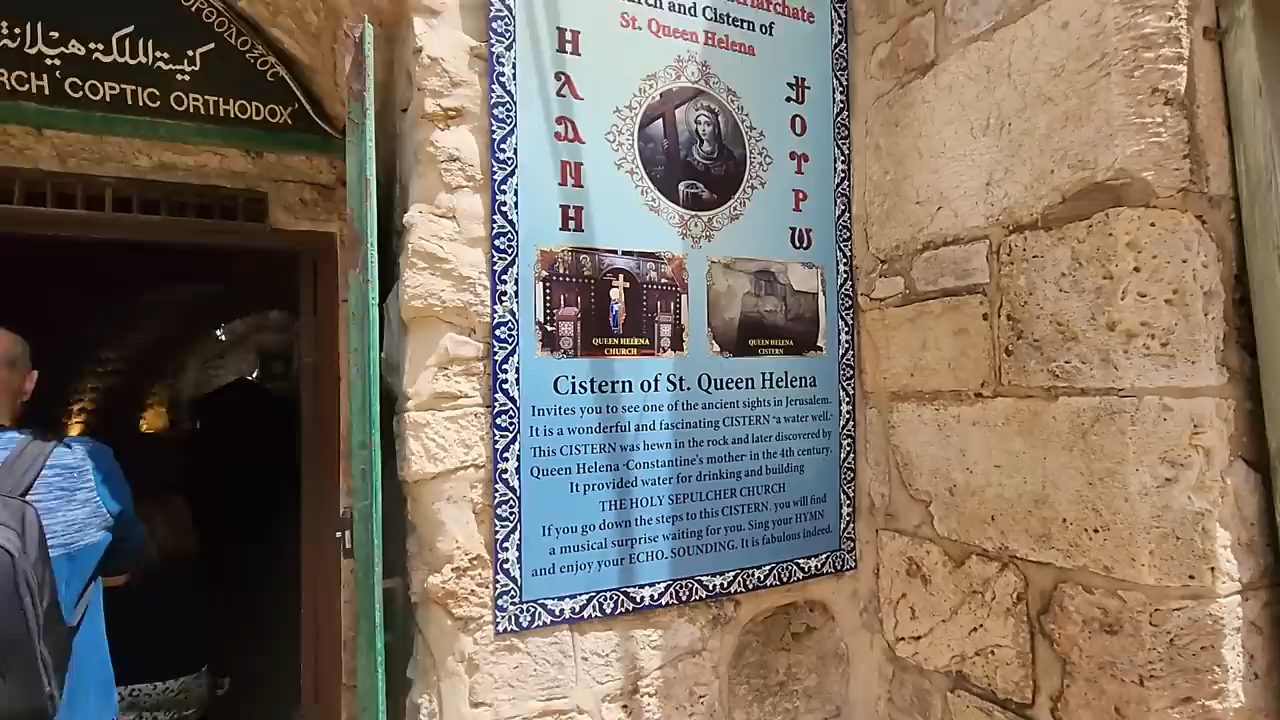 ΟΡΘΟΔΟΞΟΣ
كنيسة الملكة هيلانة
RCH ‘COPTIC ORTHODOX’
triarchate
rch and Cistern of
St. Queen Helena
QUEEN HELENA
CHURCH
QUEEN HELENA
CISTERN
Cistern of St. Queen Helena
Invites you to see one of the ancient sights in Jerusalem.
It is a wonderful and fascinating CISTERN “a water well.”
This CISTERN was hewn in the rock and later discovered by
Queen Helena -Constantine's mother- in the 4th century.
It provided water for drinking and building
THE HOLY SEPULCHER CHURCH
If you go down the steps to this CISTERN, you will find
a musical surprise waiting for you. Sing your HYMN
and enjoy your ECHO. SOUNDING. It is fabulous indeed.